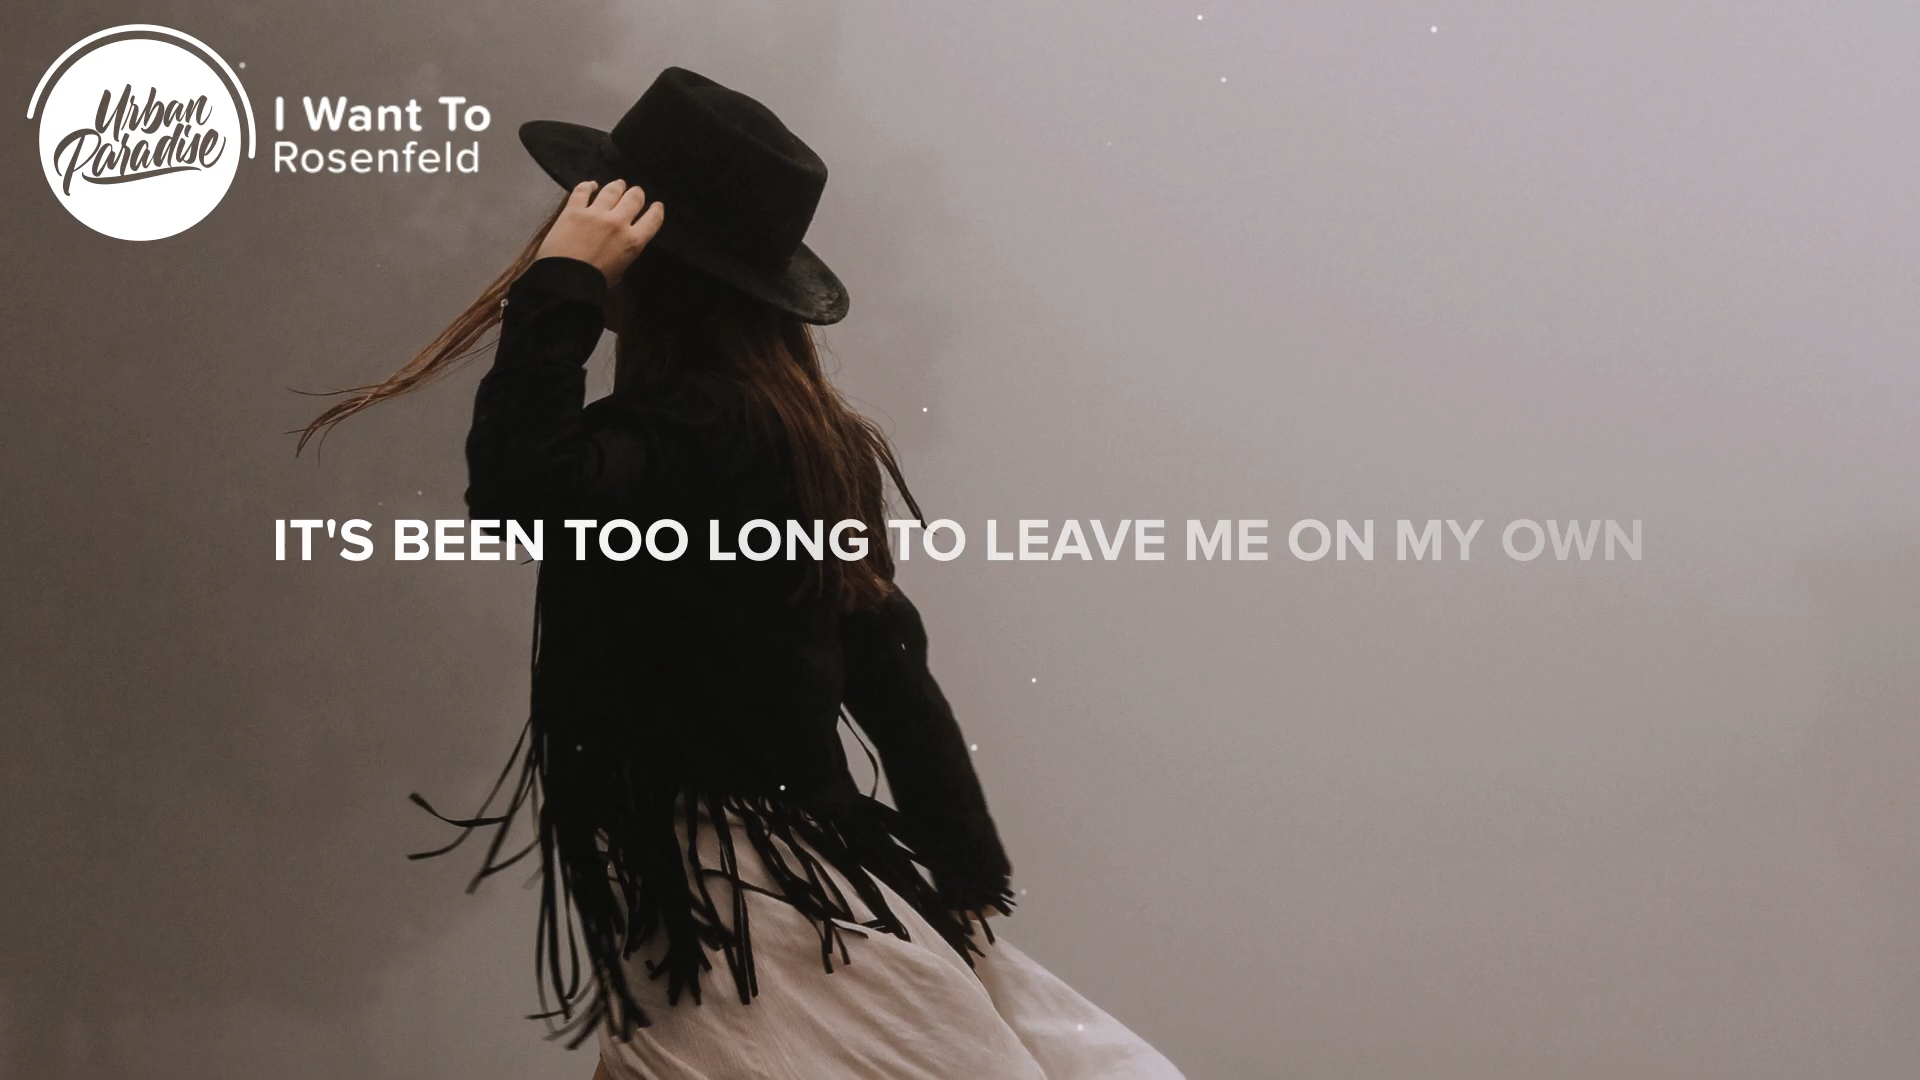 Urban
Paradise
I Want To
Rosenfeld
IT'S BEEN TOO LONG TO LEAVE ME ON MY OWN